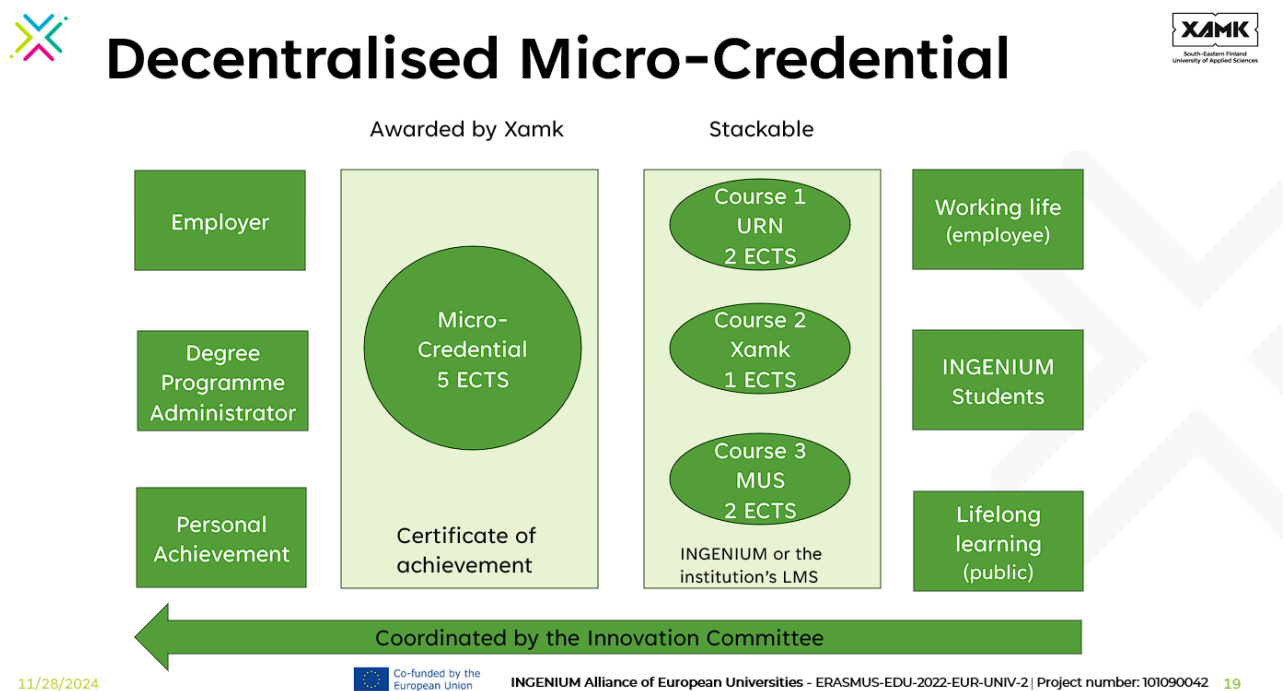 XAMK
South-Eastern Finland
University of Applied Sciences
Decentralised Micro-Credential
Awarded by Xamk
Stackable
Employer
Degree
Programme
Administrator
Personal
Achievement
Micro-
Credential
5 ECTS
Certificate of
achievement
Course 1
URN
2 ECTS
Course 2
Xamk
1 ECTS
Course 3
MUS
2 ECTS
INGENIUM or the
institution's LMS
Working life
(employee)
INGENIUM
Students
Lifelong
learning
(public)
Coordinated by the Innovation Committee
11/28/2024
Co-funded by the
European Union
INGENIUM Alliance of European Universities - ERASMUS-EDU-2022-EUR-UNIV-2 | Project number: 101090042
19